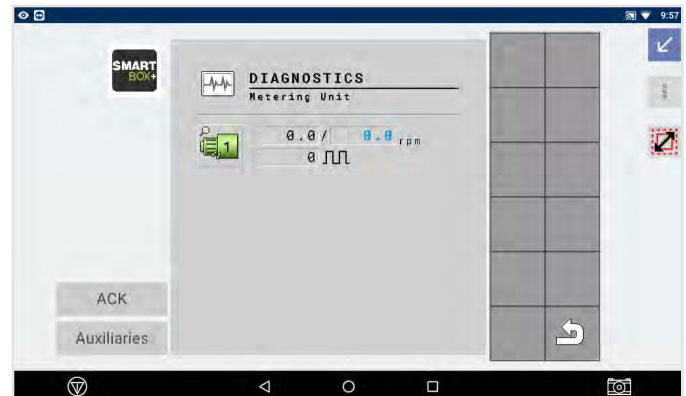 9:57
SMART
BOX+
DIAGNOSTICS
Metering Unit
1
0.0/ 0.0 rpm
0
ACK
Auxiliaries